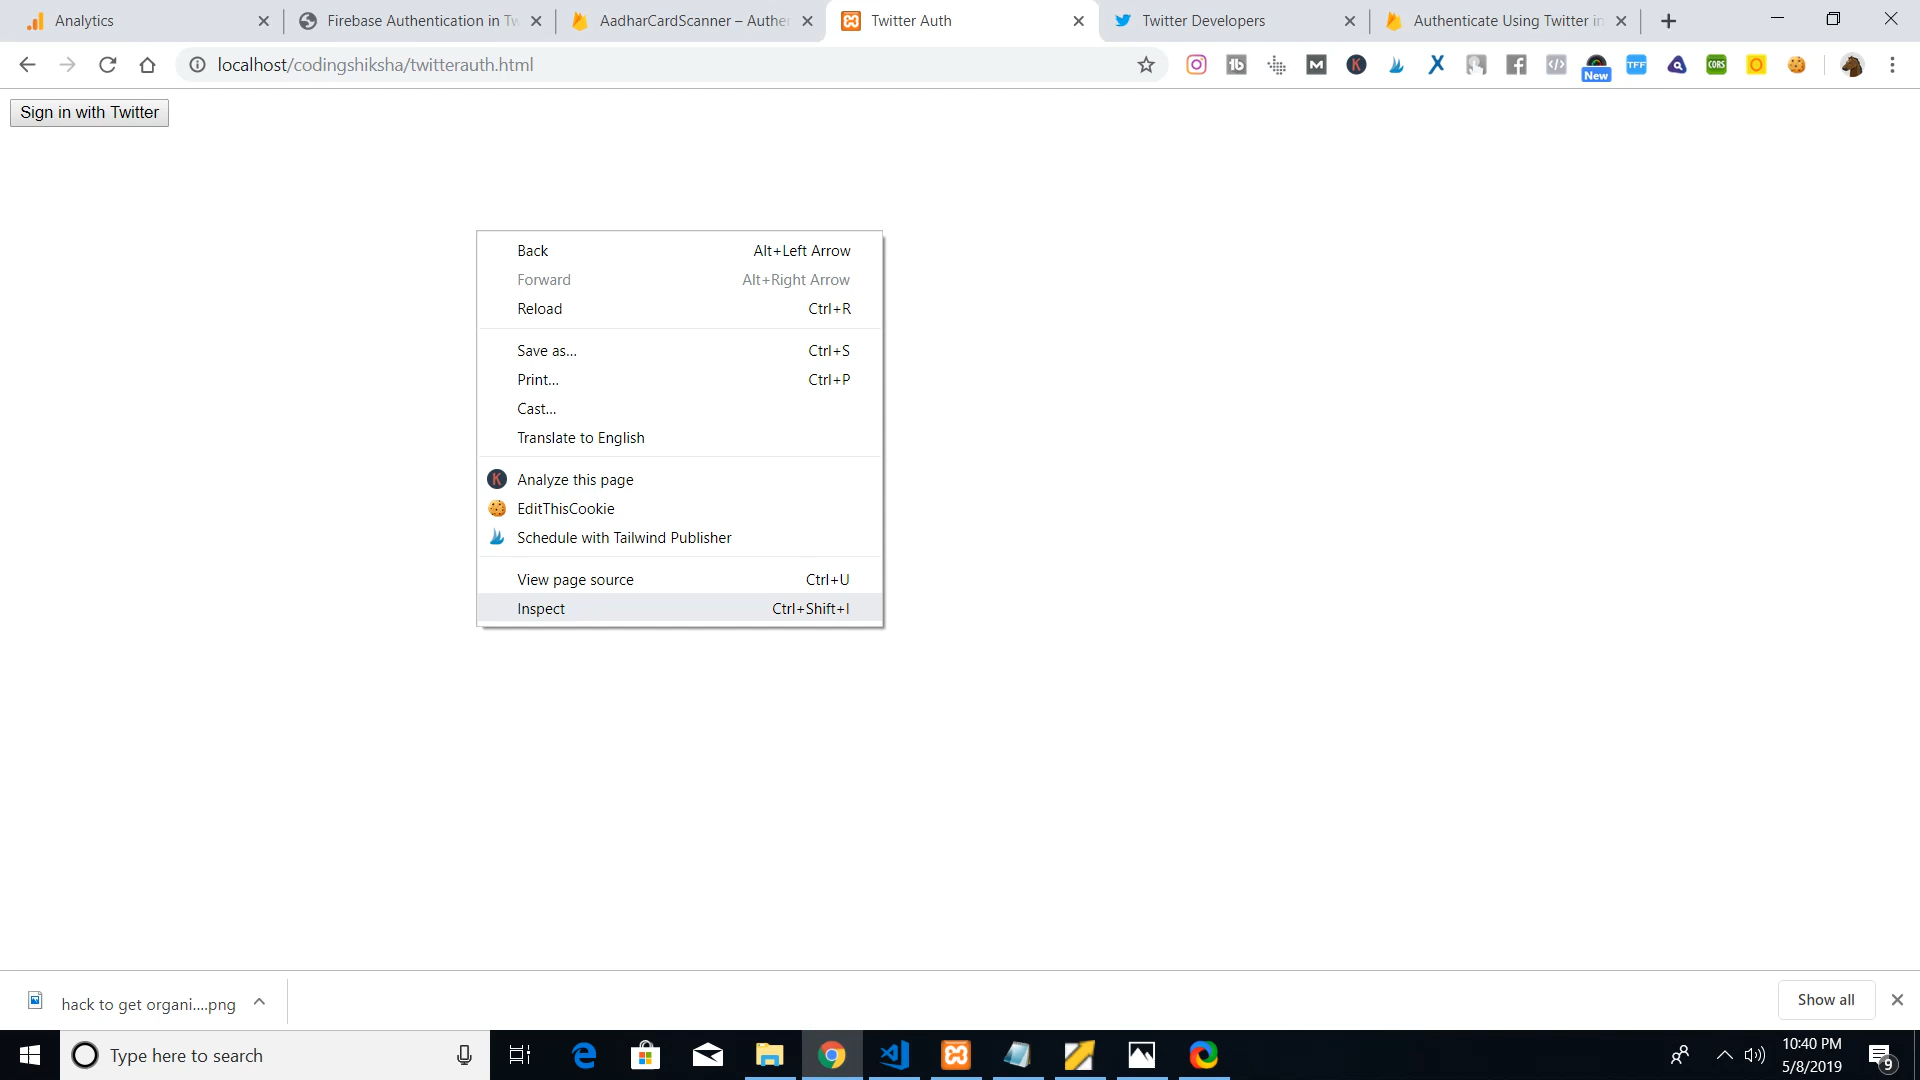 Analytics
Firebase Authentication in Tw
AadharCardScanner – Authe
Twitter Auth
Twitter Developers
Authenticate Using Twitter in
localhost/codingshiksha/twitterauth.html
New
TFF
CORS
Sign in with Twitter
Back Alt+Left Arrow
Forward Alt+Right Arrow
Reload Ctrl+R
Save as... Ctrl+S
Print... Ctrl+P
Cast...
Translate to English
K Analyze this page
EditThisCookie
Schedule with Tailwind Publisher
View page source Ctrl+U
Inspect Ctrl+Shift+I
hack to get organi....png
Show all
Type here to search
10:40 PM
5/8/2019
9